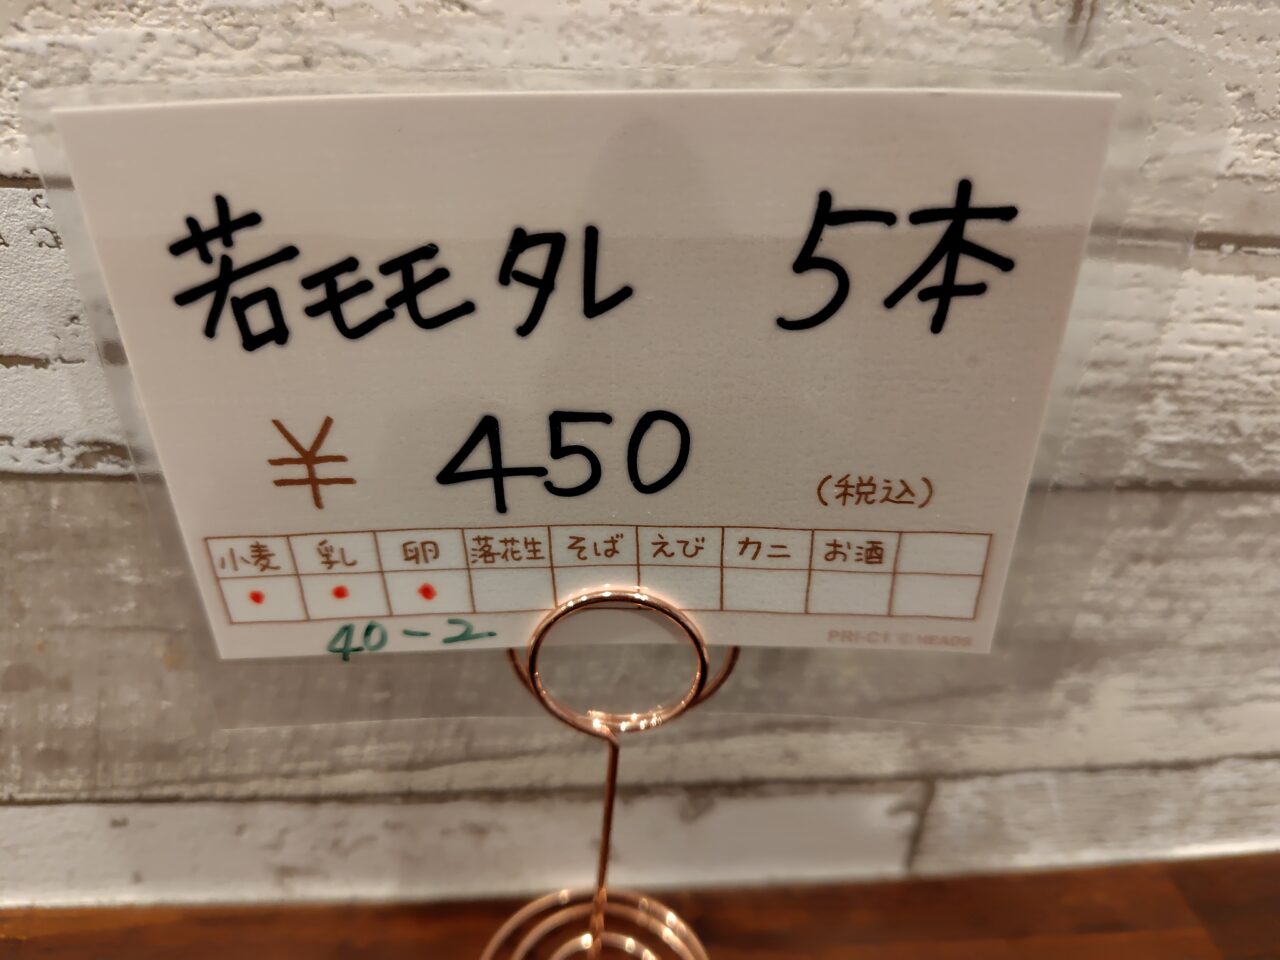 若モモタレ 5本
¥ 450 (税込)
小麦 乳 卵 落花生 そば えび カニ お酒
40-2
PRI-C1 © HEADS